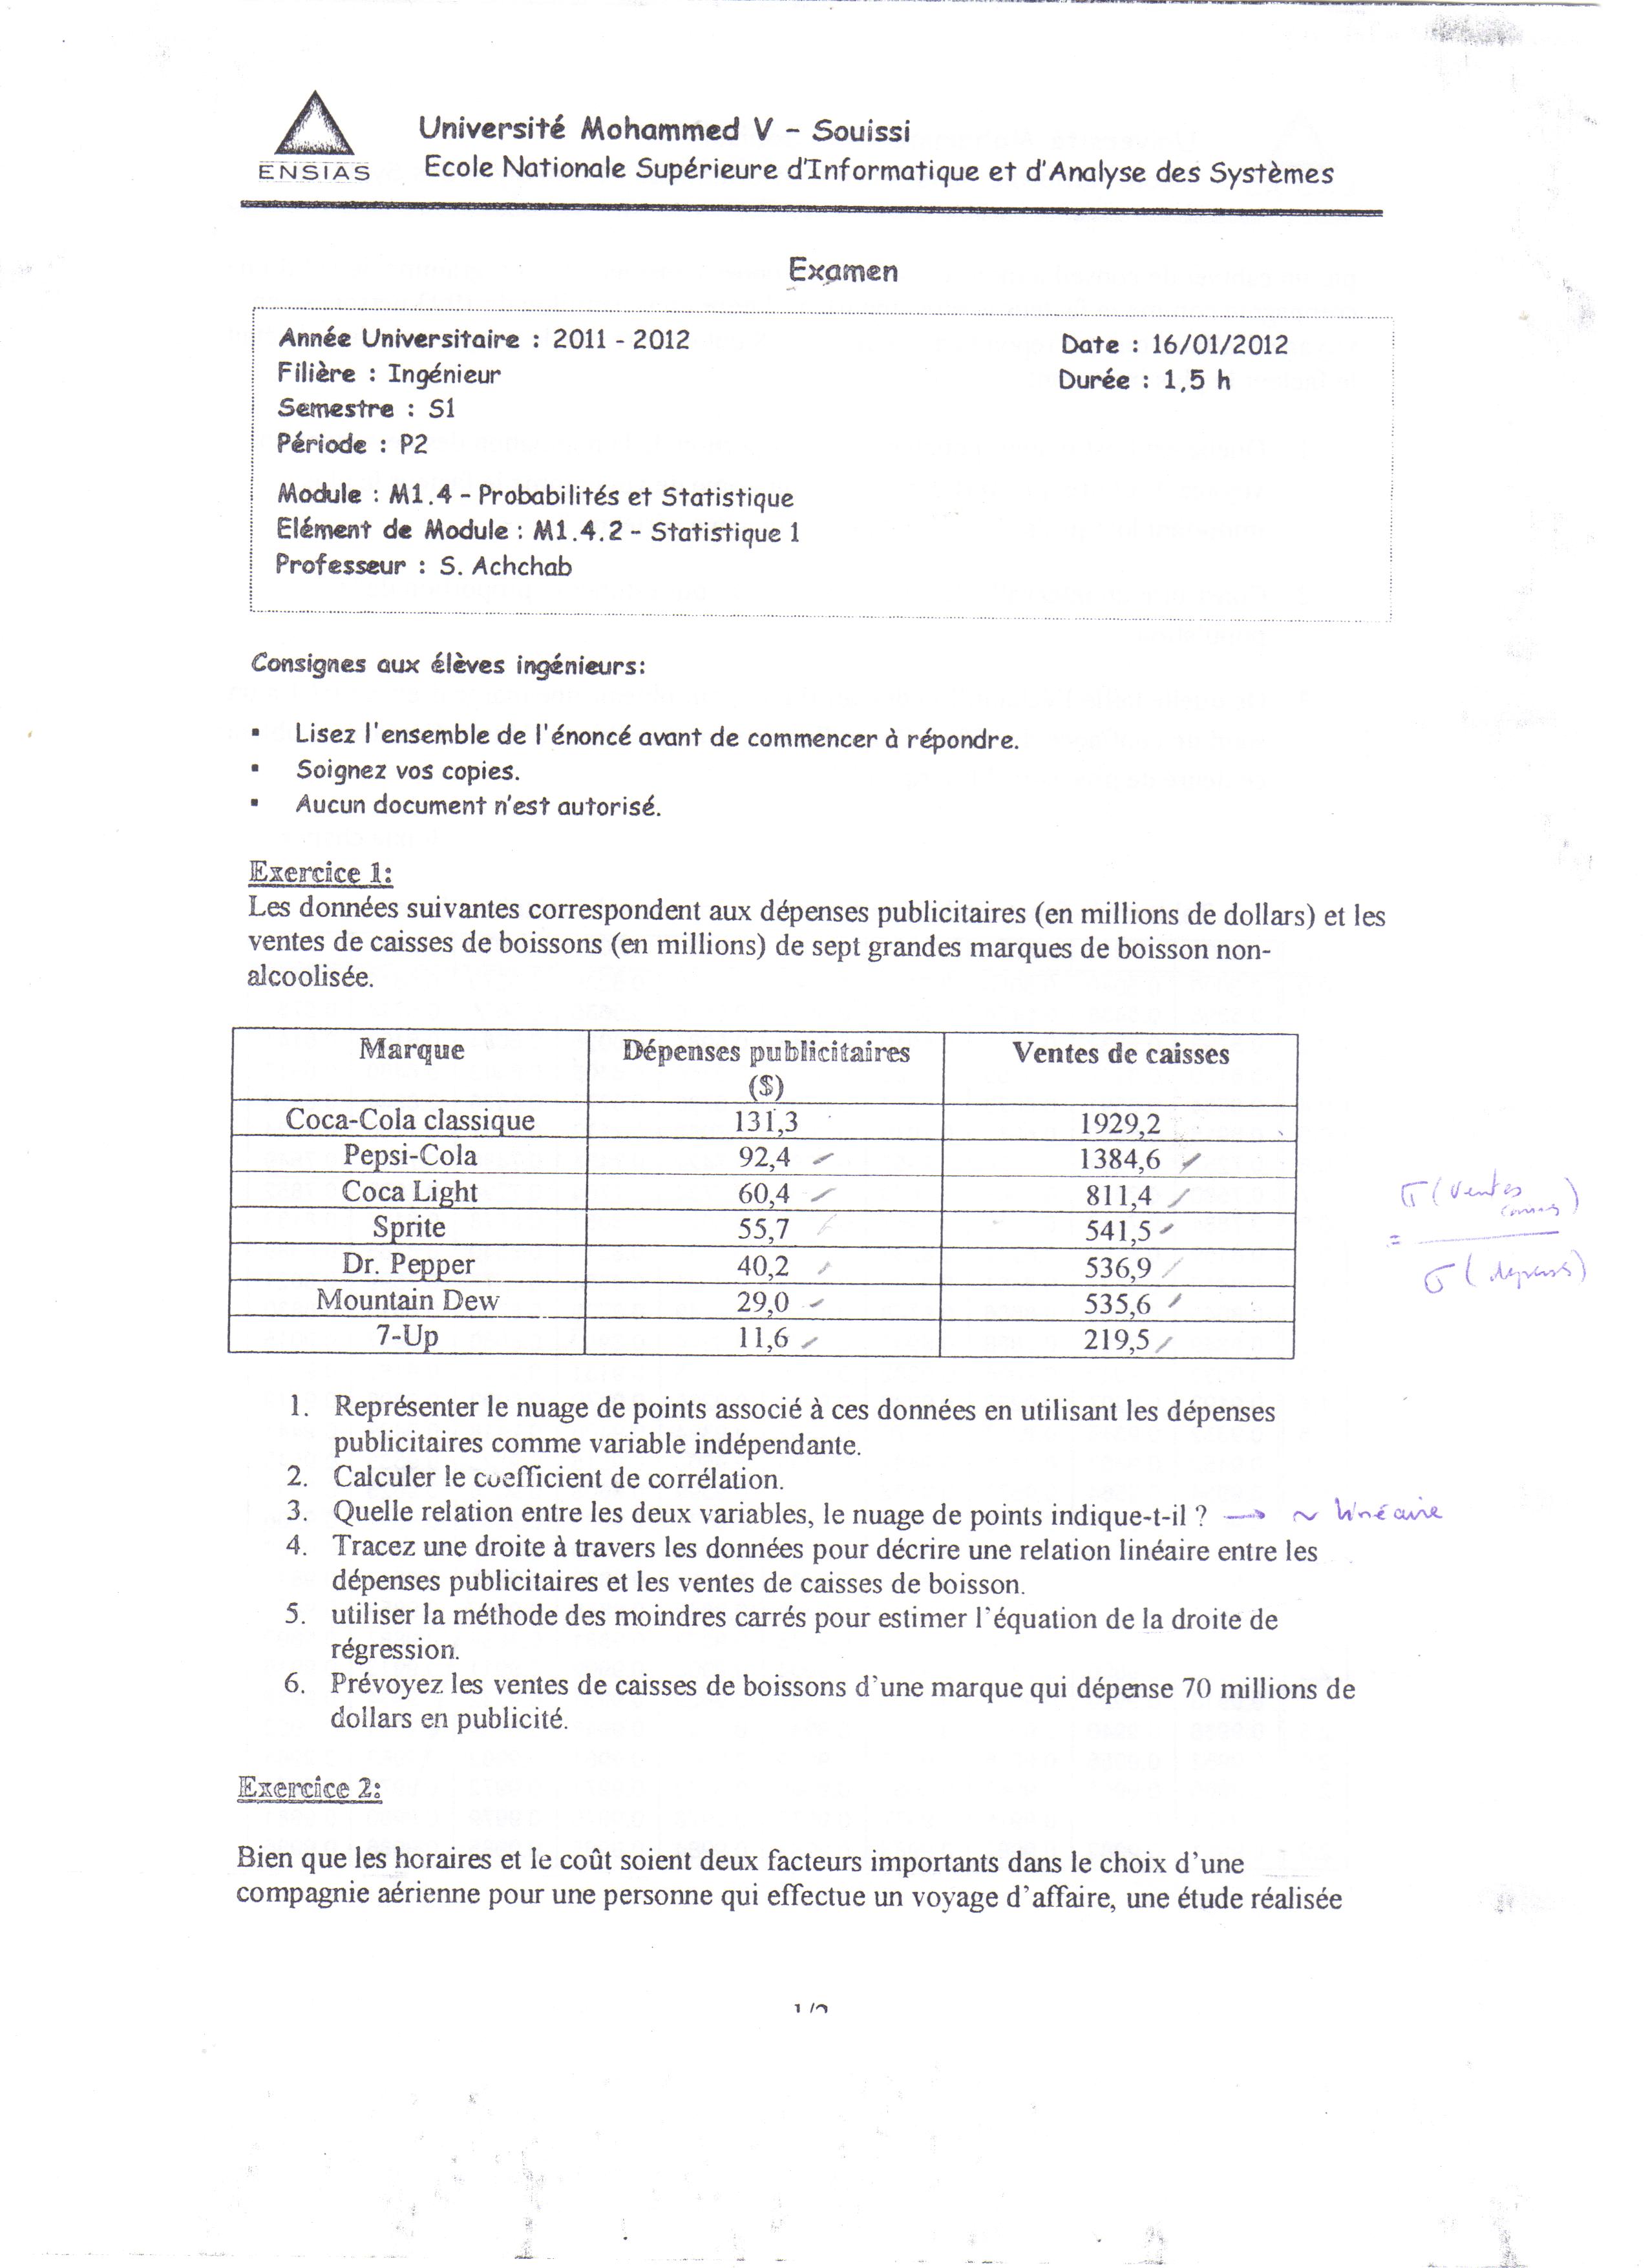 Université Mohammed V - Souissi
ENSIAS
Ecole Nationale Supérieure d'Informatique et d'Analyse des Systèmes
Examen
Année Universitaire : 2011 - 2012
Date : 16/01/2012
Filière : Ingénieur
Durée : 1,5 h
Semestre : S1
Période : P2
Module : M1.4 - Probabilités et Statistique
Elément de Module : M1.4.2 - Statistique 1
Professeur : S. Achchab
Consignes aux élèves ingénieurs:
▪ Lisez l'ensemble de l'énoncé avant de commencer à répondre.
▪ Soignez vos copies.
▪ Aucun document n'est autorisé.
Exercice 1:
Les données suivantes correspondent aux dépenses publicitaires (en millions de dollars) et les
ventes de caisses de boissons (en millions) de sept grandes marques de boisson non-
alcoolisée.
Marque Dépenses publicitaires ($) Ventes de caisses
Coca-Cola classique 131,3 1929,2
Pepsi-Cola 92,4 1384,6
Coca Light 60,4 811,4
Sprite 55,7 541,5
Dr. Pepper 40,2 536,9
Mountain Dew 29,0 535,6
7-Up 11,6 219,5
σ (ventes
= σ (depenses)
1. Représenter le nuage de points associé à ces données en utilisant les dépenses
publicitaires comme variable indépendante.
2. Calculer le coefficient de corrélation.
3. Quelle relation entre les deux variables, le nuage de points indique-t-il ? → ~ linéaire
4. Tracez une droite à travers les données pour décrire une relation linéaire entre les
dépenses publicitaires et les ventes de caisses de boisson.
5. utiliser la méthode des moindres carrés pour estimer l'équation de la droite de
régression.
6. Prévoyez les ventes de caisses de boissons d'une marque qui dépense 70 millions de
dollars en publicité.
Exercice 2:
Bien que les horaires et le coût soient deux facteurs importants dans le choix d'une
compagnie aérienne pour une personne qui effectue un voyage d'affaire, une étude réalisée